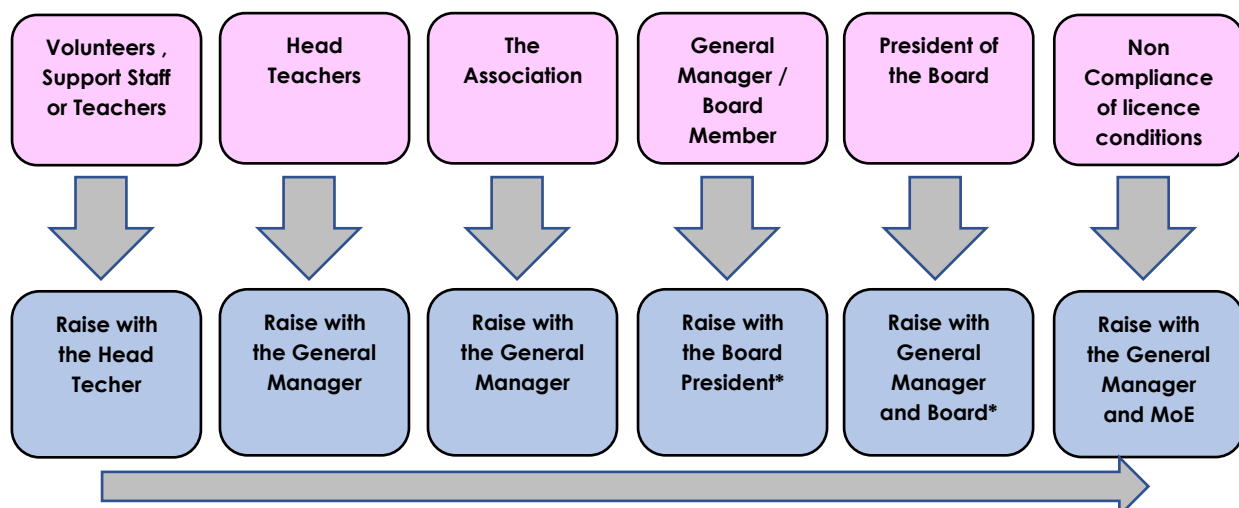 Volunteers ,
Support Staff
or Teachers
Head
Teachers
The
Association
General
Manager /
Board
Member
President of
the Board
Non
Compliance
of licence
conditions
Raise with
the Head
Techer
Raise with
the General
Manager
Raise with
the General
Manager
Raise with
the Board
President*
Raise with
General
Manager
and Board*
Raise with
the General
Manager
and MoE